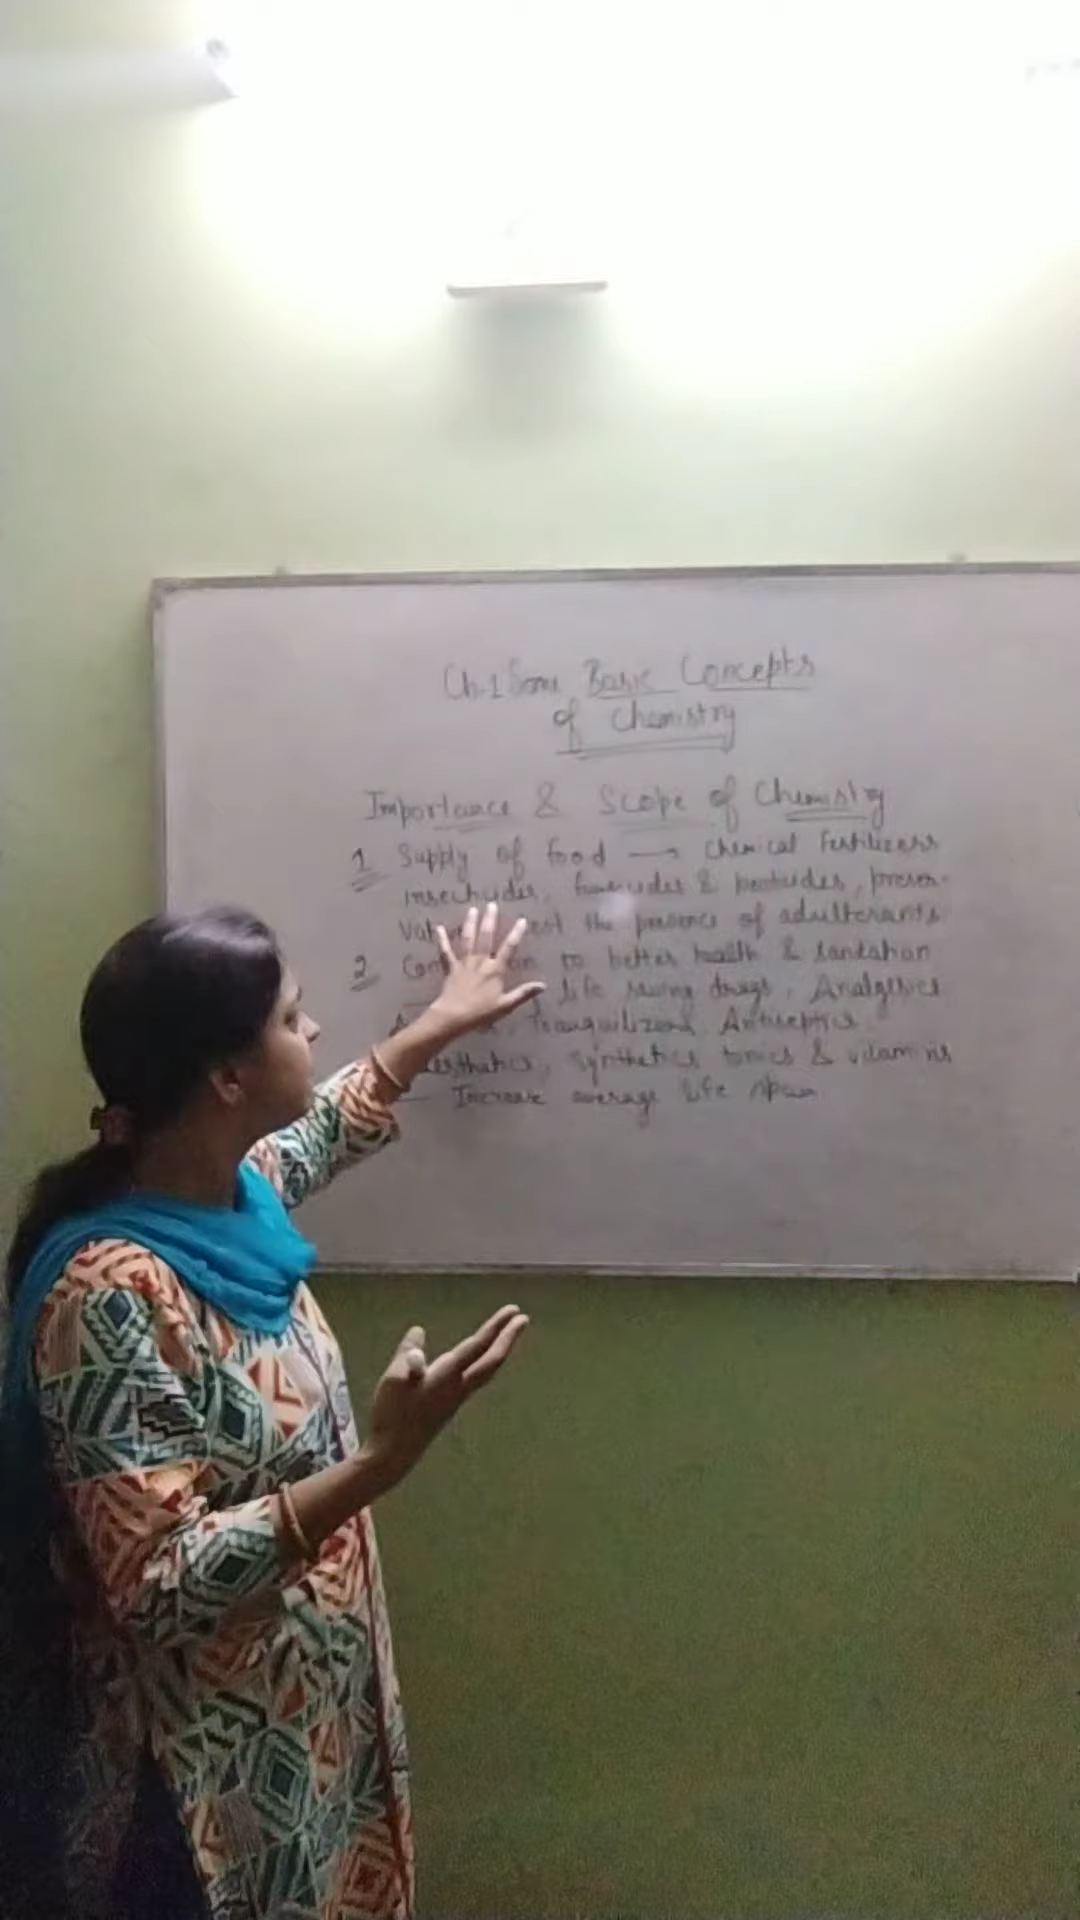 Ch-1 Some Basic Concepts
of Chemistry
Importance & Scope of Chemistry
1 Supply of food → Chemical Fertilizers
insecticides, fungicides & pesticides, preser-
the presence of adulterants
2 to better health & sanitation
life saving drugs, Analgesics
, Tranquilizers Antiseptics
, Synthetics tonics & vitamins
— Increase average life span